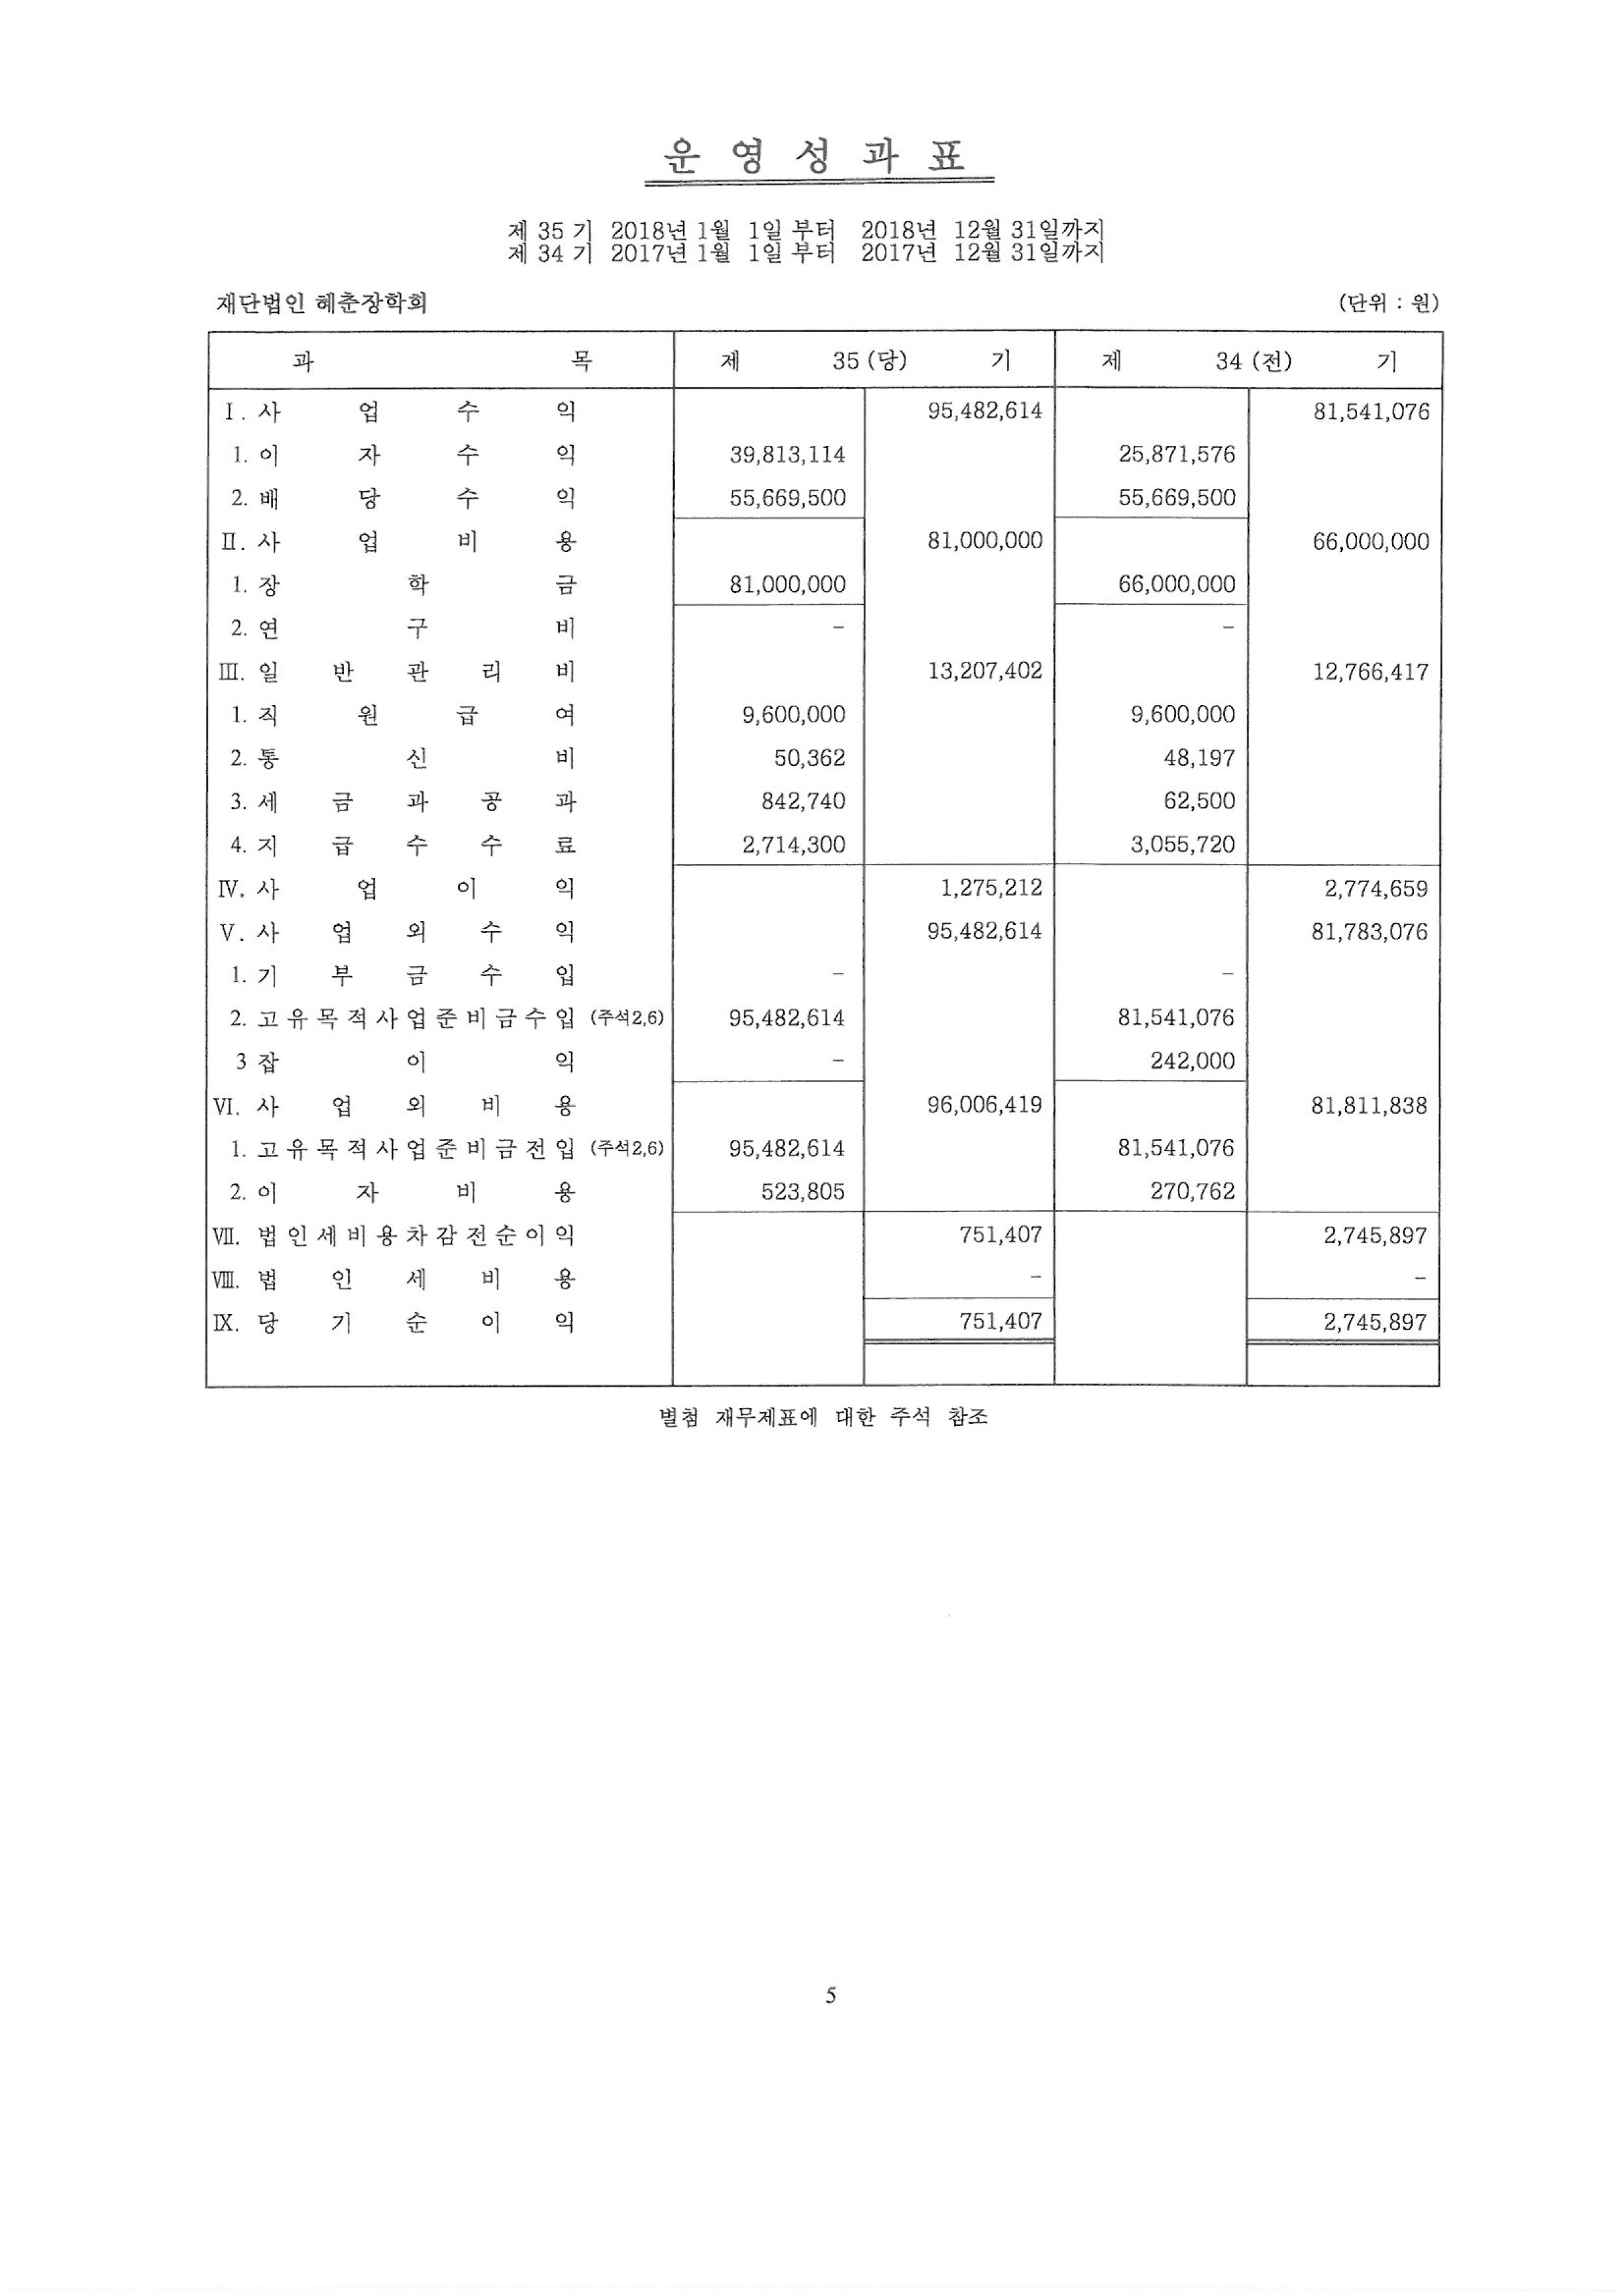 운 영 성 과 표
제 35 기 2018년 1월 1일 부터 2018년 12월 31일까지
제 34 기 2017년 1월 1일 부터 2017년 12월 31일까지
재단법인 혜춘장학회 (단위 : 원)
과 목 제 35 (당) 기 제 34 (전) 기
Ⅰ. 사 업 수 익 95,482,614 81,541,076
1. 이 자 수 익 39,813,114 25,871,576
2. 배 당 수 익 55,669,500 55,669,500
Ⅱ. 사 업 비 용 81,000,000 66,000,000
1. 장 학 금 81,000,000 66,000,000
2. 연 구 비 - -
Ⅲ. 일 반 관 리 비 13,207,402 12,766,417
1. 직 원 급 여 9,600,000 9,600,000
2. 통 신 비 50,362 48,197
3. 세 금 과 공 과 842,740 62,500
4. 지 급 수 수 료 2,714,300 3,055,720
Ⅳ. 사 업 이 익 1,275,212 2,774,659
Ⅴ. 사 업 외 수 익 95,482,614 81,783,076
1. 기 부 금 수 입 - -
2. 고유목적사업준비금수입 (주석2,6) 95,482,614 81,541,076
3 잡 이 익 - 242,000
Ⅵ. 사 업 외 비 용 96,006,419 81,811,838
1. 고유목적사업준비금전입 (주석2,6) 95,482,614 81,541,076
2. 이 자 비 용 523,805 270,762
Ⅶ. 법인세비용차감전순이익 751,407 2,745,897
Ⅷ. 법 인 세 비 용 - -
Ⅸ. 당 기 순 이 익 751,407 2,745,897
별첨 재무제표에 대한 주석 참조
5